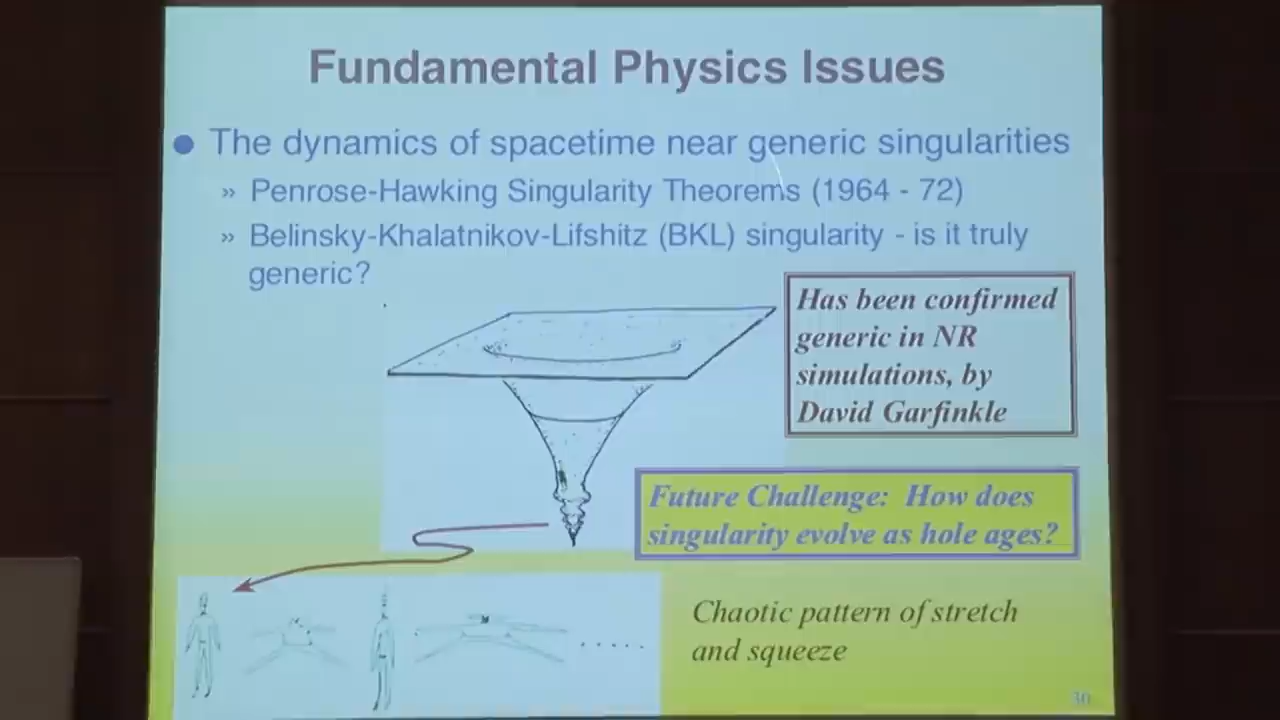 Fundamental Physics Issues
● The dynamics of spacetime near generic singularities
» Penrose-Hawking Singularity Theorems (1964 - 72)
» Belinsky-Khalatnikov-Lifshitz (BKL) singularity - is it truly
generic?
Has been confirmed
generic in NR
simulations, by
David Garfinkle
Future Challenge: How does
singularity evolve as hole ages?
Chaotic pattern of stretch
and squeeze
......
30